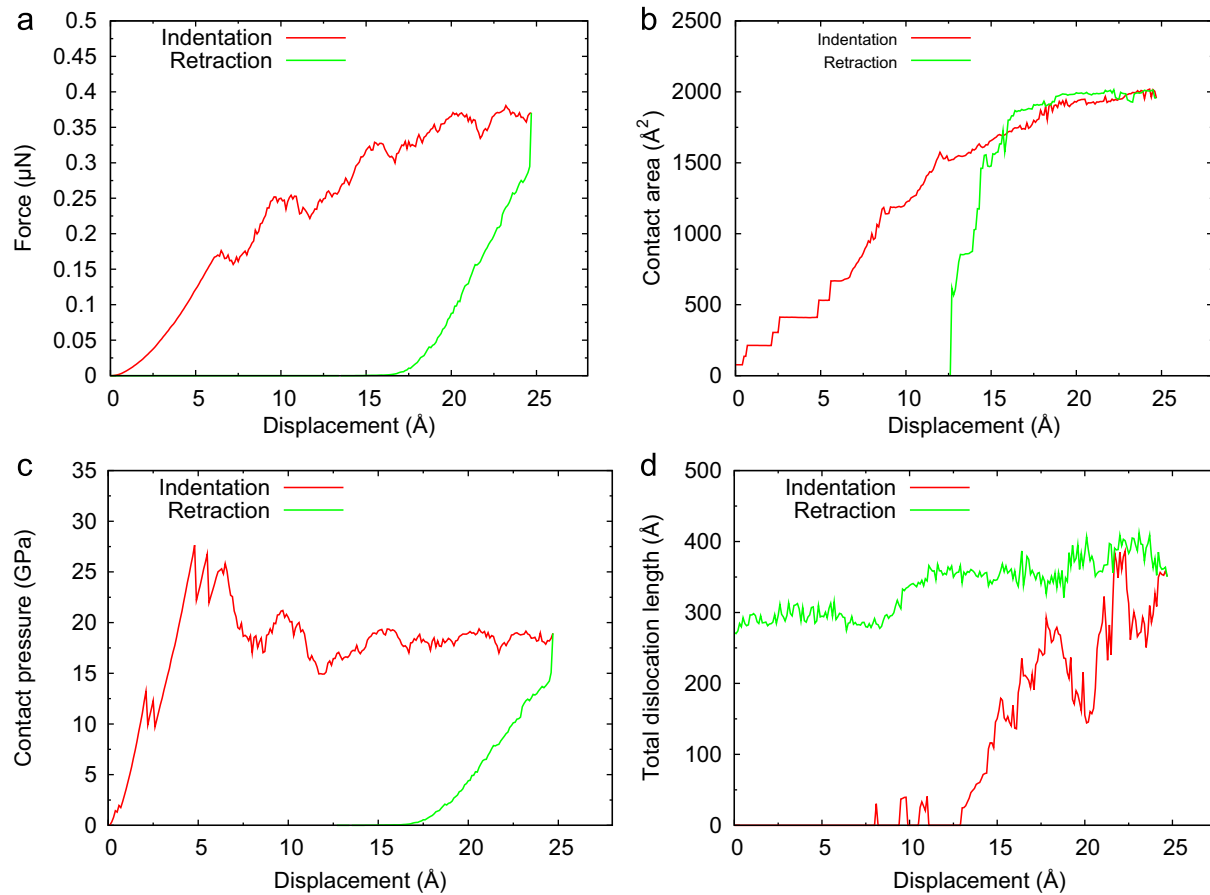 a
Force (μN)
0.5
0.45
0.4
0.35
0.3
0.25
0.2
0.15
0.1
0.05
0
Indentation
Retraction
0 5 10 15 20 25
Displacement (Å)
b
Contact area (Å²)
2500
2000
1500
1000
500
0
Indentation
Retraction
0 5 10 15 20 25
Displacement (Å)
c
Contact pressure (GPa)
35
30
25
20
15
10
5
0
Indentation
Retraction
0 5 10 15 20 25
Displacement (Å)
d
Total dislocation length (Å)
500
400
300
200
100
0
Indentation
Retraction
0 5 10 15 20 25
Displacement (Å)